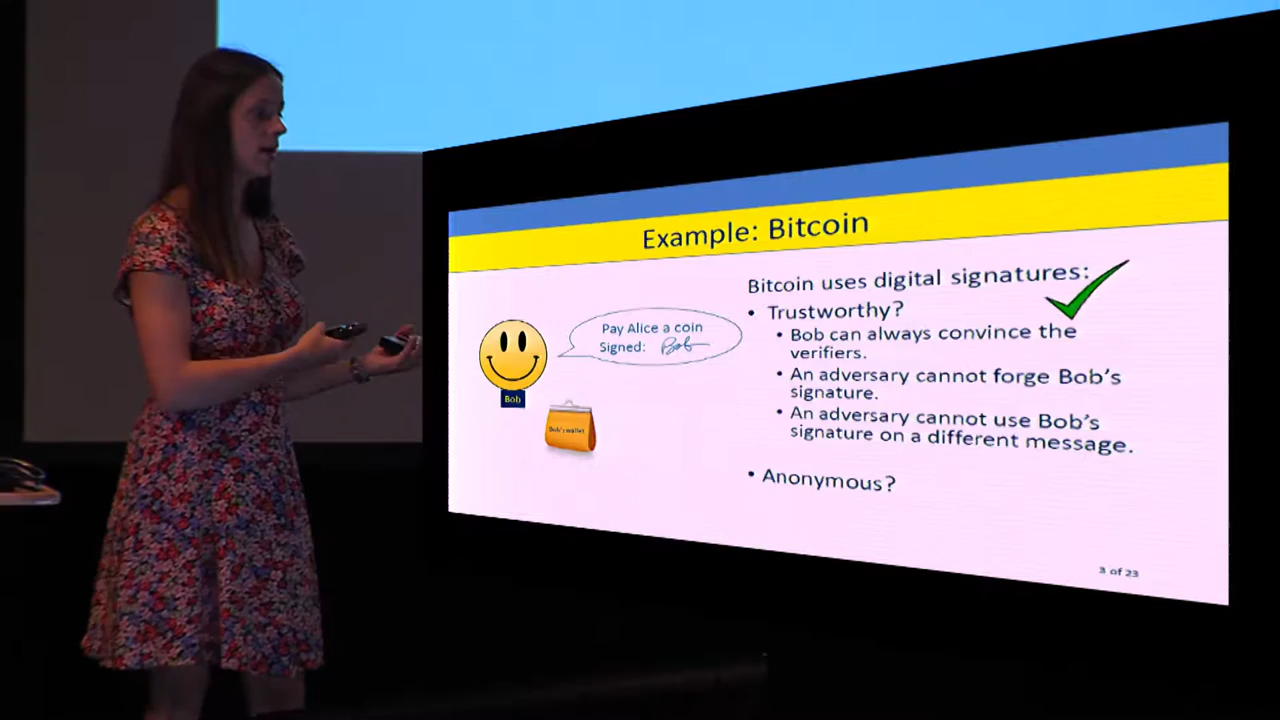 Example: Bitcoin
Pay Alice a coin
Signed: Bob
Bob
Bob's wallet
Bitcoin uses digital signatures:
• Trustworthy?
• Bob can always convince the
verifiers.
• An adversary cannot forge Bob's
signature.
• An adversary cannot use Bob's
signature on a different message.
• Anonymous?
3 of 23